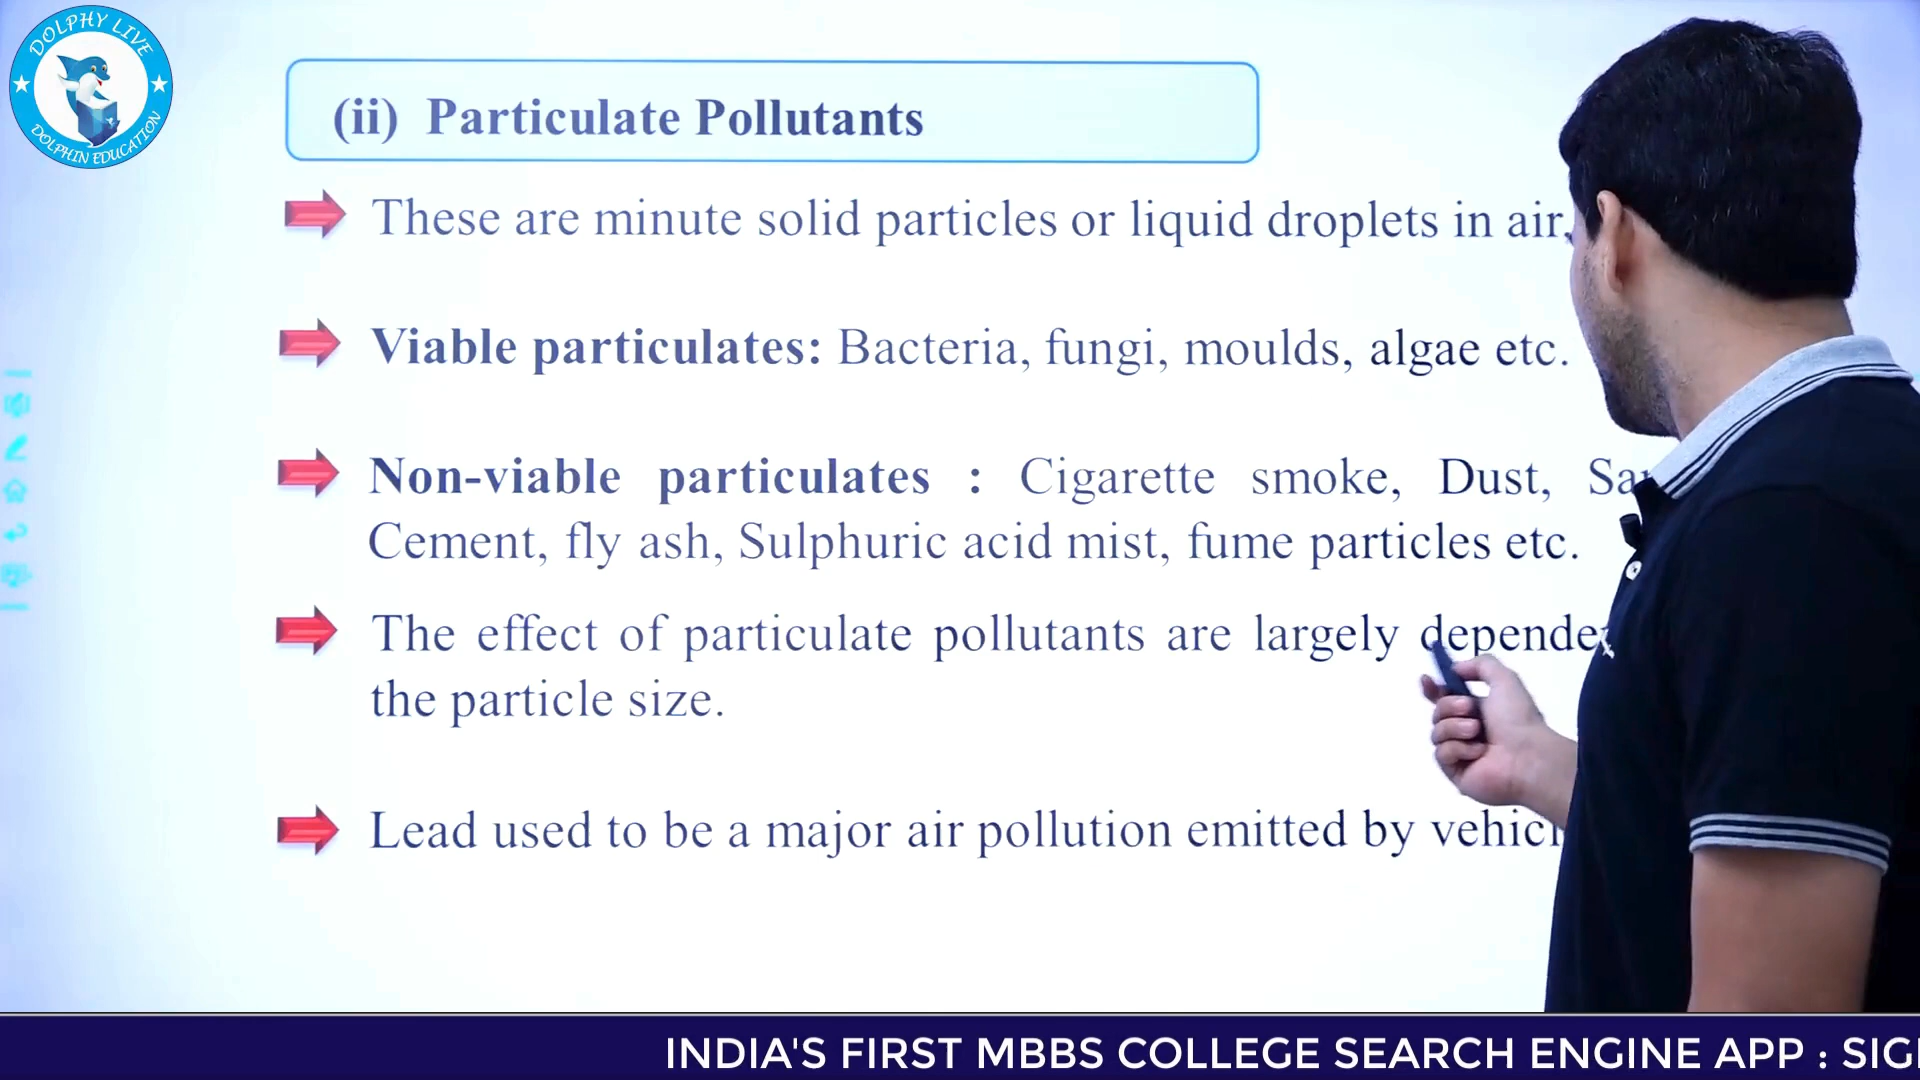 DOLPHY LIVE
DOLPHIN EDUCATION
(ii) Particulate Pollutants
These are minute solid particles or liquid droplets in air.
Viable particulates: Bacteria, fungi, moulds, algae etc.
Non-viable particulates : Cigarette smoke, Dust,
Cement, fly ash, Sulphuric acid mist, fume particles etc.
The effect of particulate pollutants are largely
the particle size.
Lead used to be a major air pollution emitted by
INDIA'S FIRST MBBS COLLEGE SEARCH ENGINE APP :